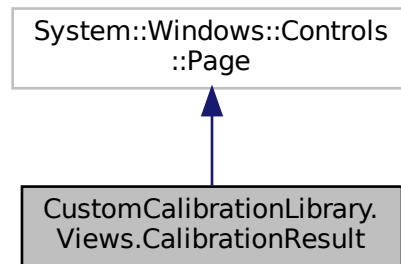 System::Windows::Controls
::Page
CustomCalibrationLibrary.
Views.CalibrationResult